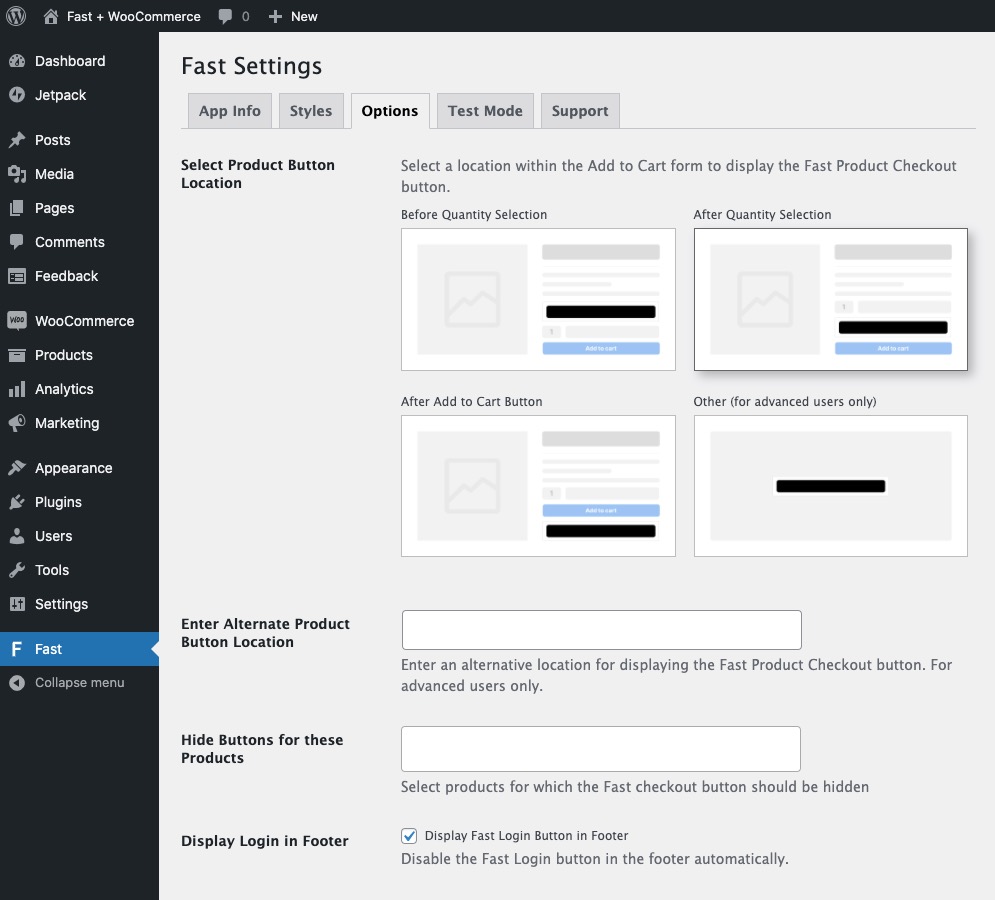 Fast + WooCommerce
0
New
Dashboard
Jetpack
Posts
Media
Pages
Comments
Feedback
WooCommerce
Products
Analytics
Marketing
Appearance
Plugins
Users
Tools
Settings
F Fast
Collapse menu
Fast Settings
App Info
Styles
Options
Test Mode
Support
Select Product Button
Location
Select a location within the Add to Cart form to display the Fast Product Checkout
button.
Before Quantity Selection
1
Add to cart
After Quantity Selection
1
Add to cart
After Add to Cart Button
1
Add to cart
Other (for advanced users only)
Enter Alternate Product
Button Location
Enter an alternative location for displaying the Fast Product Checkout button. For
advanced users only.
Hide Buttons for these
Products
Select products for which the Fast checkout button should be hidden
Display Login in Footer
Display Fast Login Button in Footer
Disable the Fast Login button in the footer automatically.